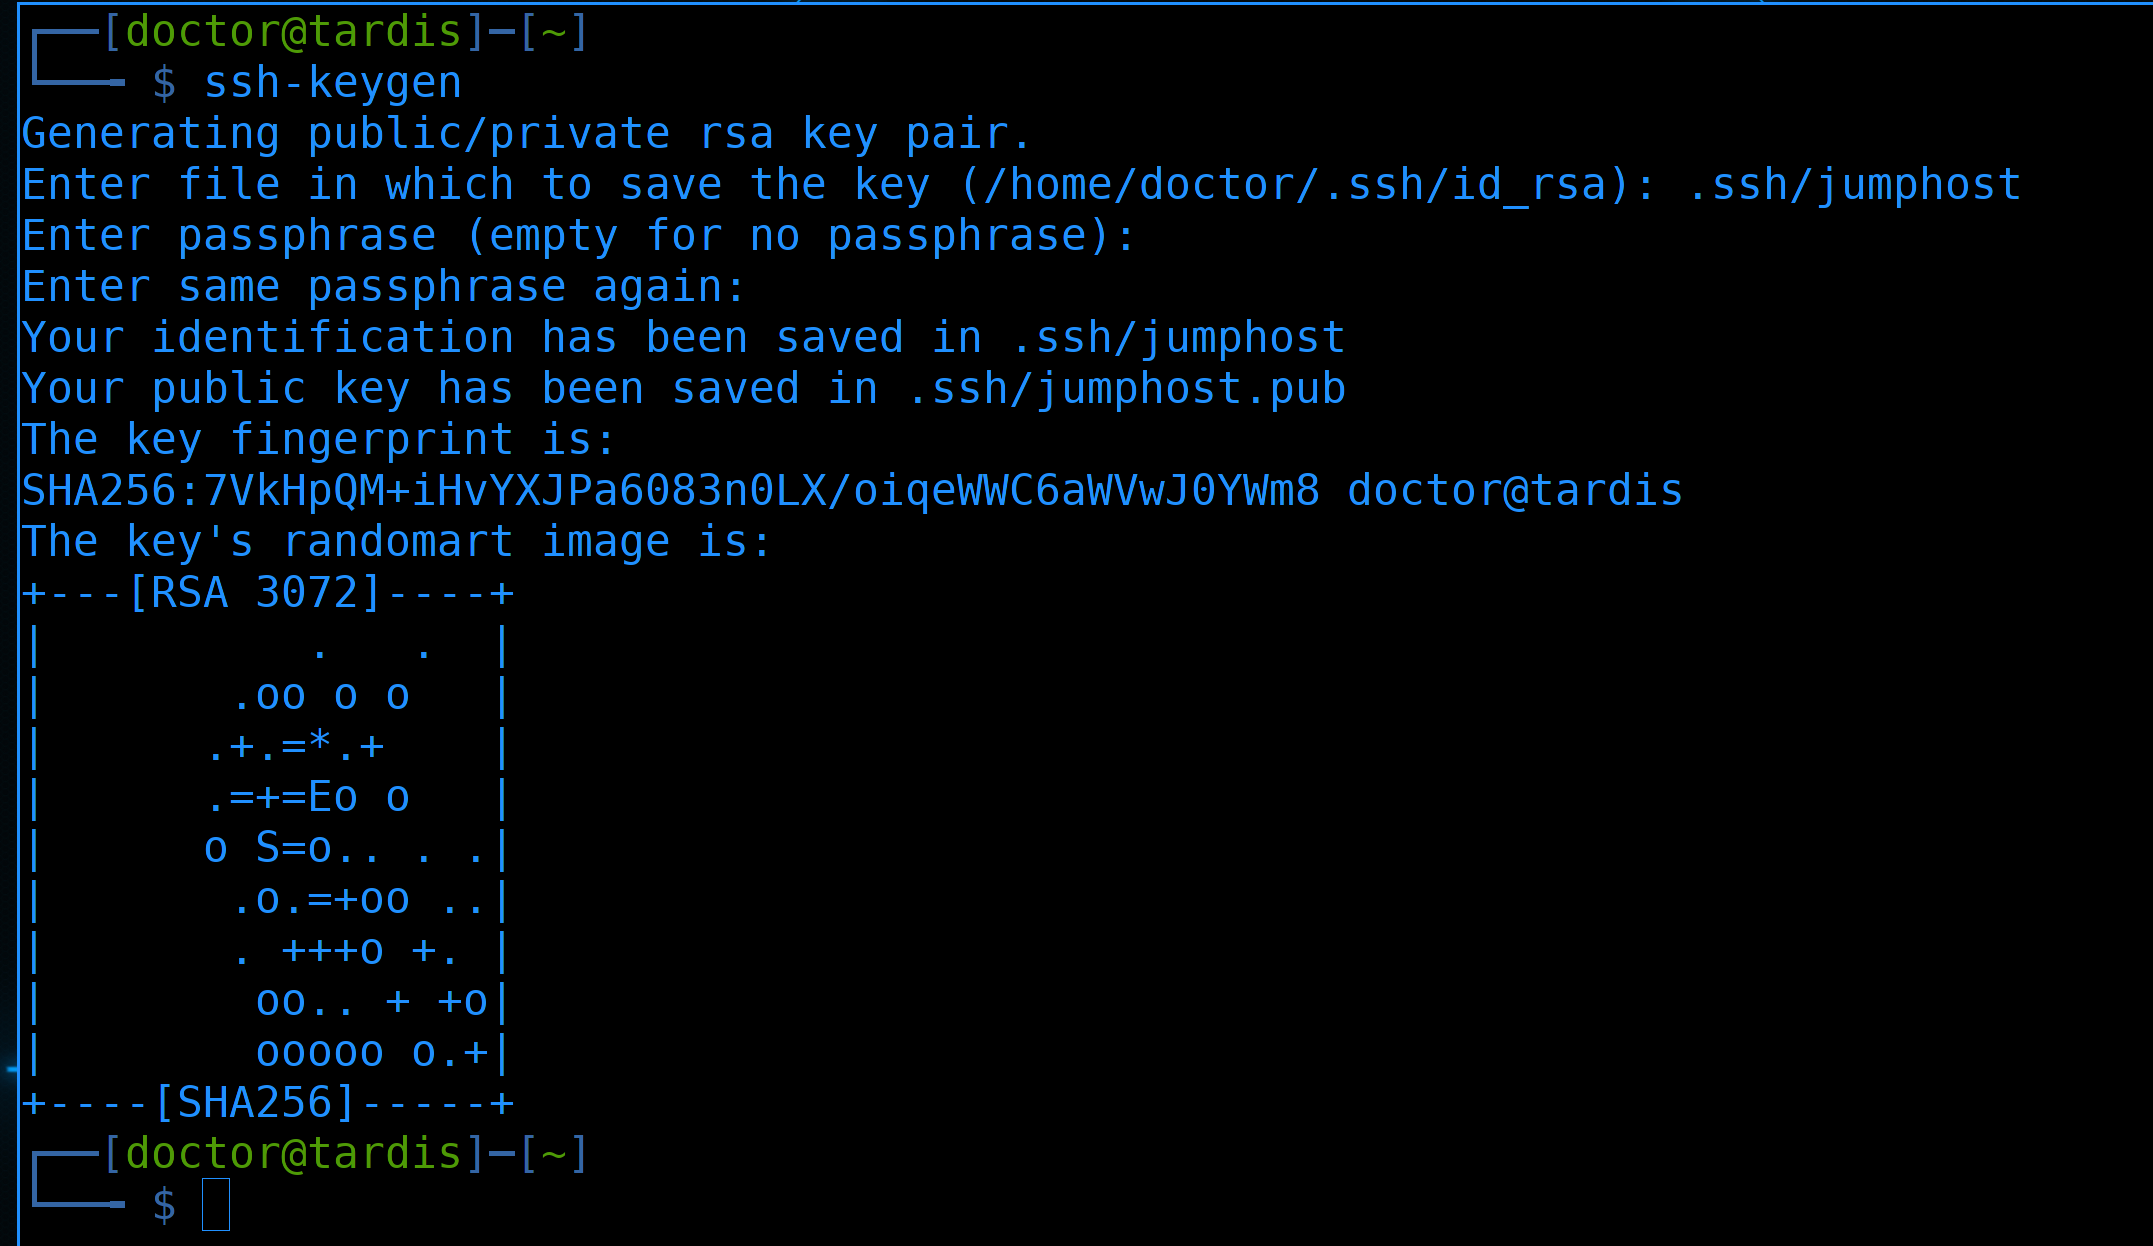 ┌──[doctor@tardis]─[~]
└──╼ $ ssh-keygen
Generating public/private rsa key pair.
Enter file in which to save the key (/home/doctor/.ssh/id_rsa): .ssh/jumphost
Enter passphrase (empty for no passphrase):
Enter same passphrase again:
Your identification has been saved in .ssh/jumphost
Your public key has been saved in .ssh/jumphost.pub
The key fingerprint is:
SHA256:7VkHpQM+iHvYXJPa6083n0LX/oiqeWWC6aWVwJ0YWm8 doctor@tardis
The key's randomart image is:
+---[RSA 3072]----+
|          .   .  |
|       .oo o o   |
|      .+.=*.+    |
|      .=+=Eo o   |
|      o S=o.. . .|
|       .o.=+oo ..|
|       . +++o +. |
|        oo.. + +o|
|        ooooo o.+|
+----[SHA256]-----+
┌──[doctor@tardis]─[~]
└──╼ $